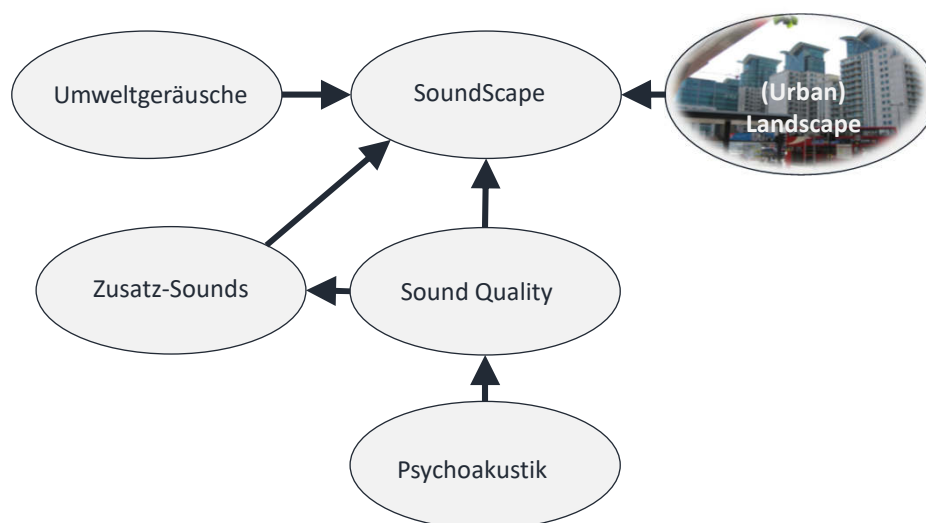 Umweltgeräusche
SoundScape
(Urban)
Landscape
Zusatz-Sounds
Sound Quality
Psychoakustik